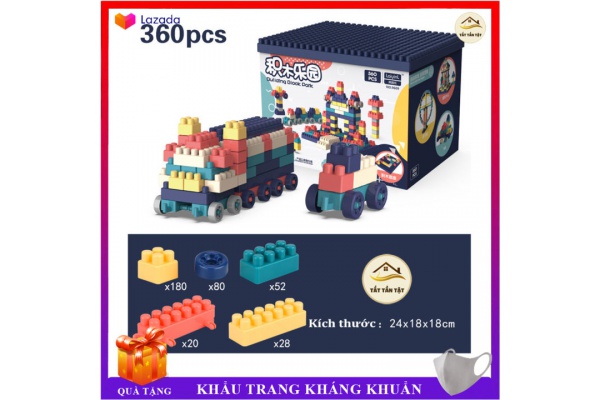 Lazada
360pcs
积木乐园
Building Block Park
360
PCS
TẤT TẦN TẬT
TẤT TẦN TẬT
x180
x80
x52
x20
x28
Kích thước : 24x18x18cm
QUÀ TẶNG
KHẨU TRANG KHÁNG KHUẨN